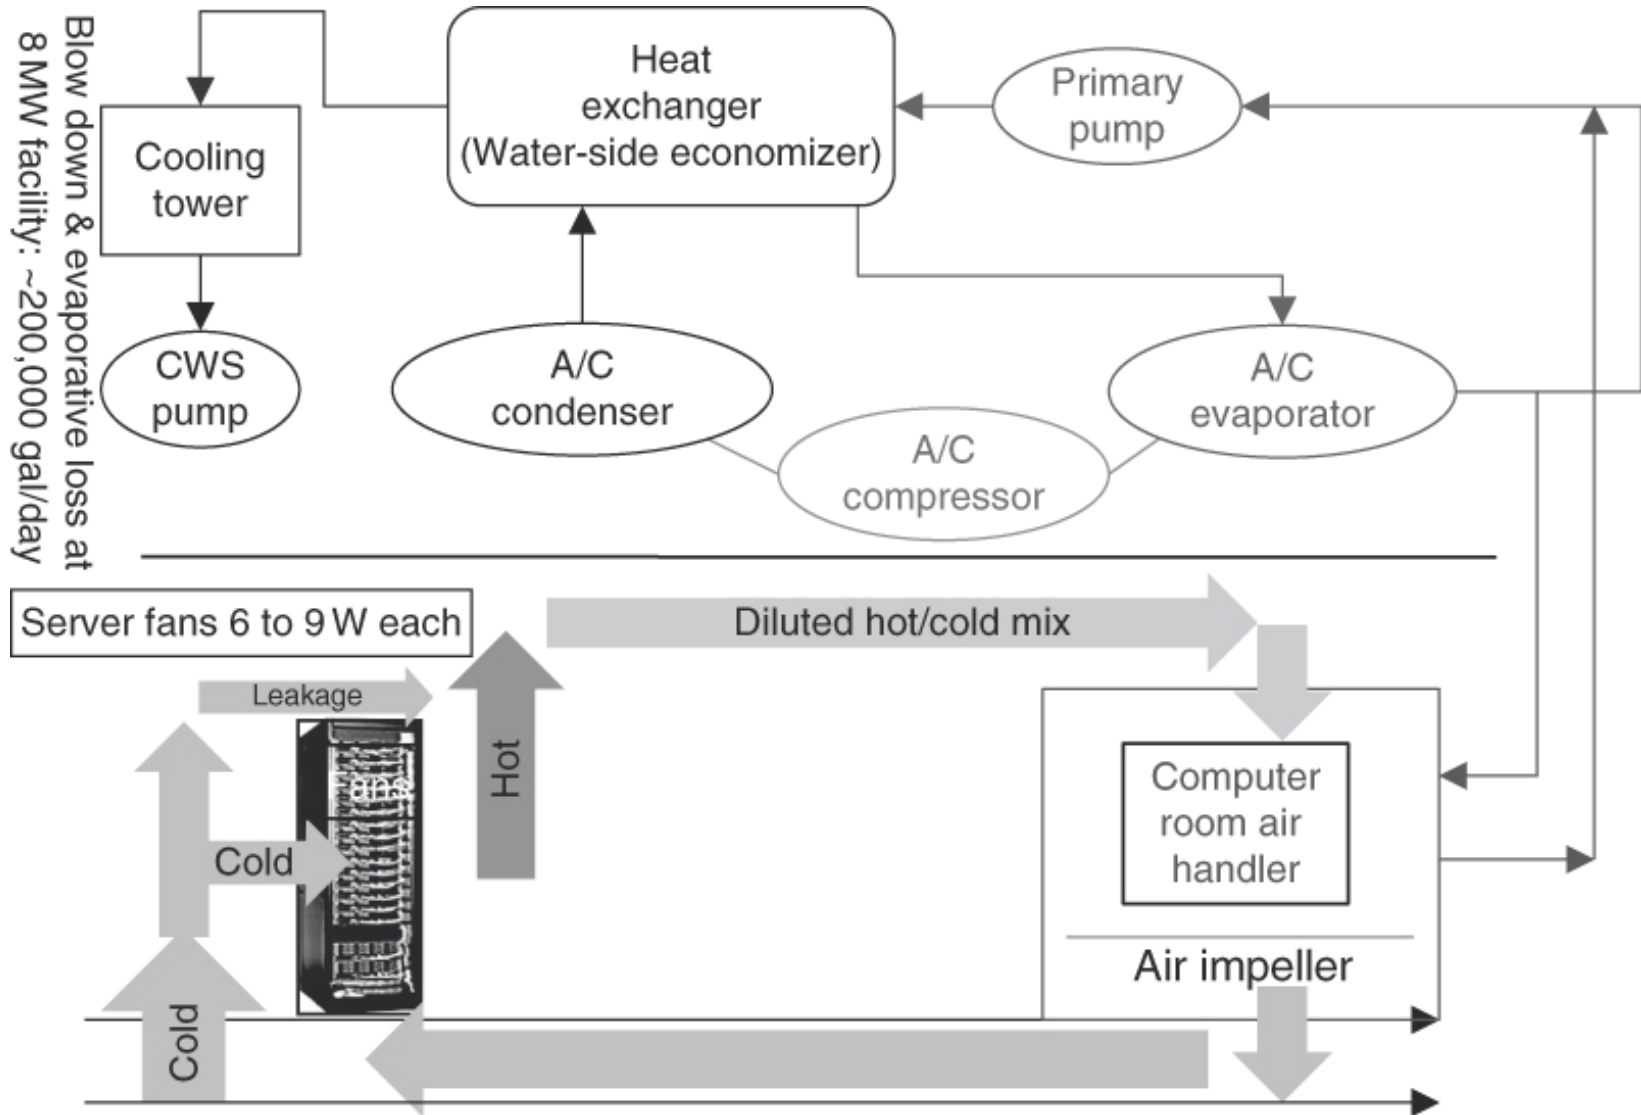 Blow down & evaporative loss at
8 MW facility: ~200,000 gal/day
Heat
exchanger
(Water-side economizer)
Primary
pump
Cooling
tower
CWS
pump
A/C
condenser
A/C
compressor
A/C
evaporator
Server fans 6 to 9 W each
Diluted hot/cold mix
Leakage
Hot
fans
Cold
Cold
Computer
room air
handler
Air impeller